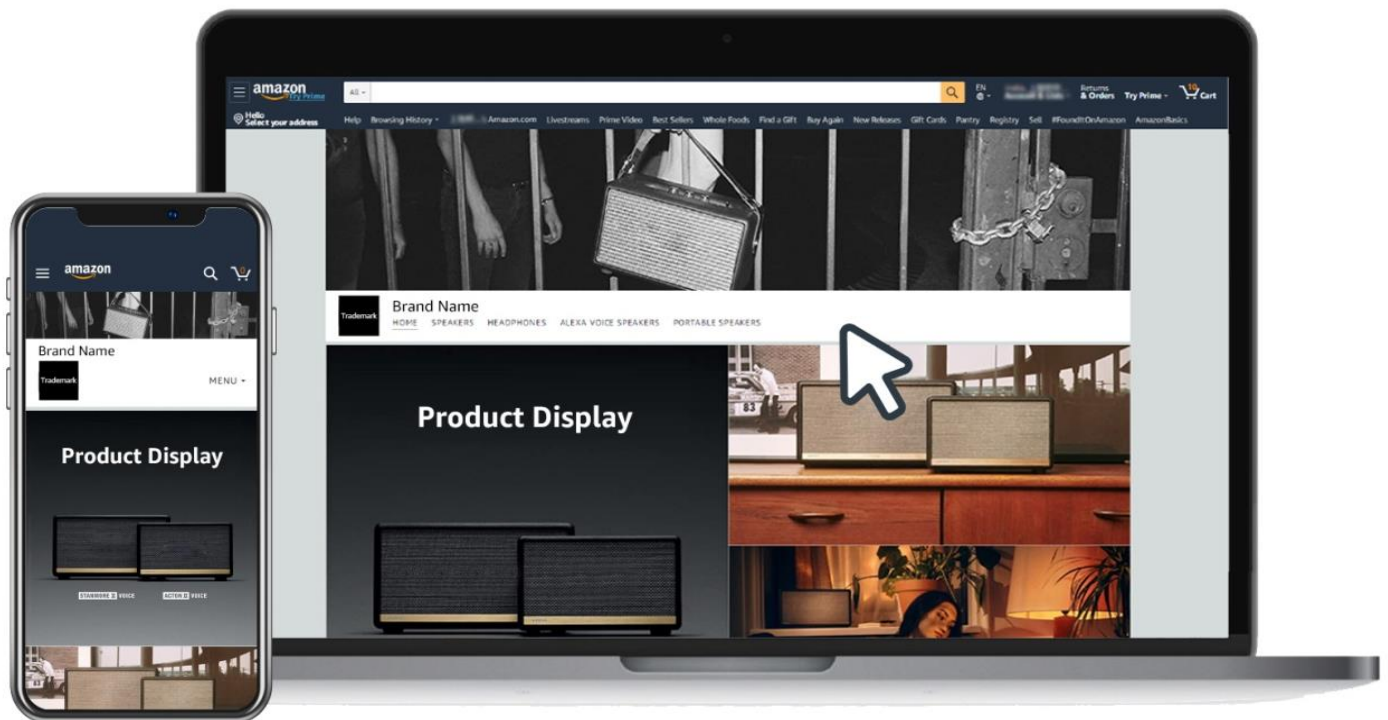 amazon
Try Prime
All
EN
Returns
& Orders
Try Prime
10
Cart
Hello
Select your address
Help
Browsing History
Amazon.com
Livestreams
Prime Video
Best Sellers
Whole Foods
Find a Gift
Buy Again
New Releases
Gift Cards
Pantry
Registry
Sell
#FoundItOnAmazon
AmazonBasics
Trademark
Brand Name
HOME
SPEAKERS
HEADPHONES
ALEXA VOICE SPEAKERS
PORTABLE SPEAKERS
Product Display
83
amazon
0
Brand Name
Trademark
MENU
Product Display
STANMORE II VOICE
ACTON II VOICE